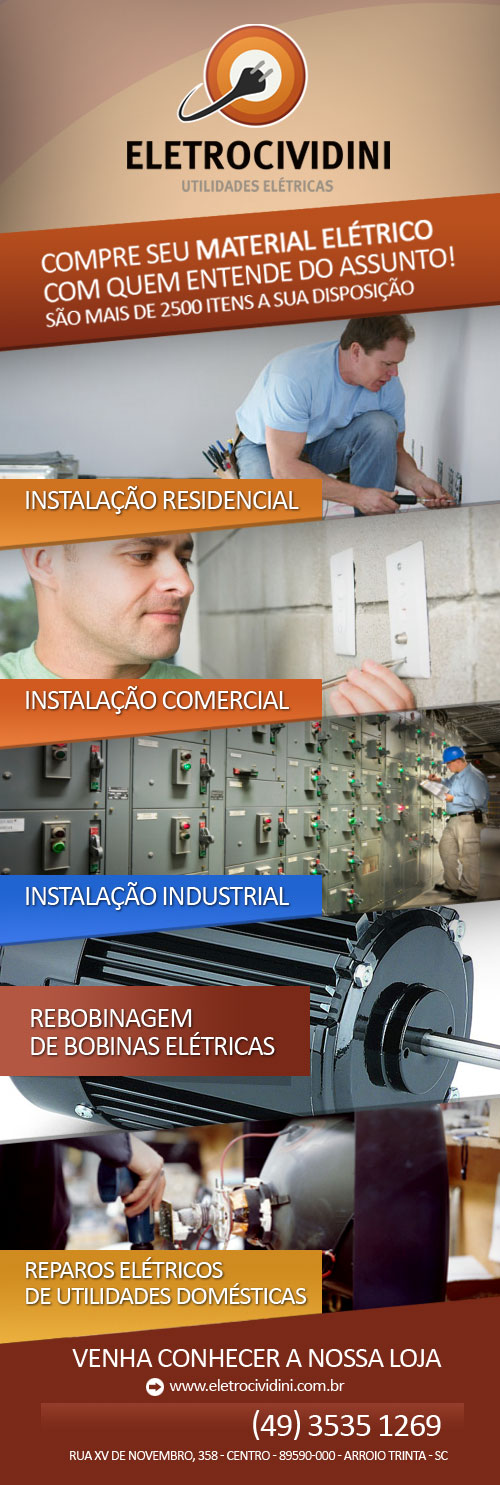 ELETROCIVIDINI
UTILIDADES ELÉTRICAS
COMPRE SEU MATERIAL ELÉTRICO
COM QUEM ENTENDE DO ASSUNTO!
SÃO MAIS DE 2500 ITENS A SUA DISPOSIÇÃO
INSTALAÇÃO RESIDENCIAL
INSTALAÇÃO COMERCIAL
INSTALAÇÃO INDUSTRIAL
REBOBINAGEM
DE BOBINAS ELÉTRICAS
REPAROS ELÉTRICOS
DE UTILIDADES DOMÉSTICAS
VENHA CONHECER A NOSSA LOJA
www.eletrocividini.com.br
(49) 3535 1269
RUA XV DE NOVEMBRO, 358 - CENTRO - 89590-000 - ARROIO TRINTA - SC